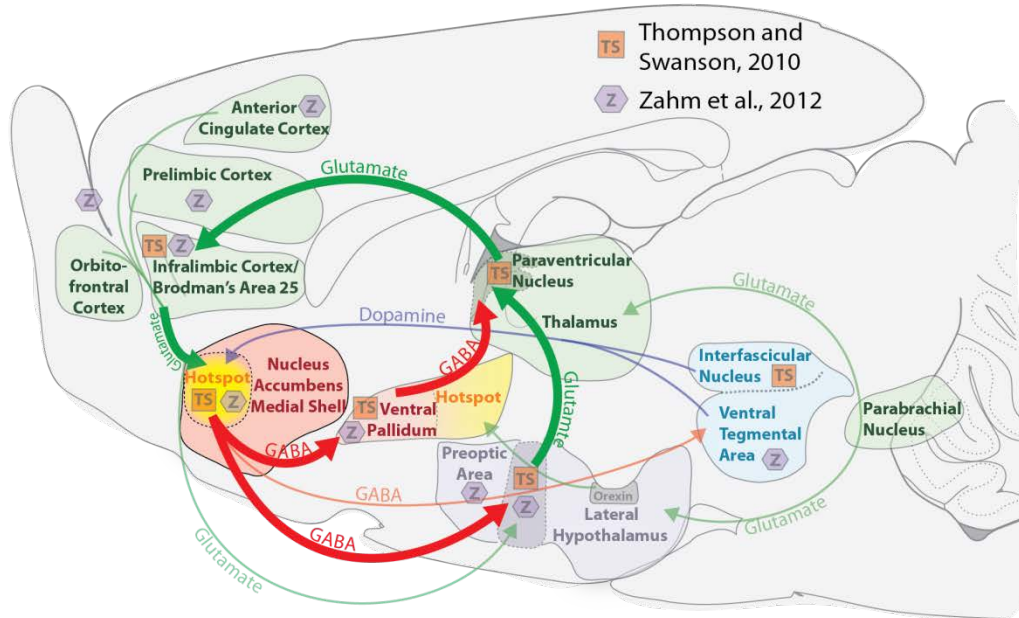 TS
Thompson and
Swanson, 2010
Z
Zahm et al., 2012
Anterior
Cingulate Cortex
Z
Glutamate
Prelimbic Cortex
Z
Z
TS
Z
Infralimbic Cortex/
Brodman's Area 25
Orbito-
frontral
Cortex
TS
Paraventricular
Nucleus
Thalamus
Glutamate
Glutamate
Dopamine
GABA
Interfascicular
Nucleus
TS
Hotspot
TS
Z
Nucleus
Accumbens
Medial Shell
Hotspot
TS
Ventral
Pallidum
Z
Glutamte
Ventral
Tegmental
Area
Z
Parabrachial
Nucleus
GABA
Preoptic
Area
Z
TS
Z
Orexin
Lateral
Hypothalamus
GABA
GABA
Glutamate
Glutamate